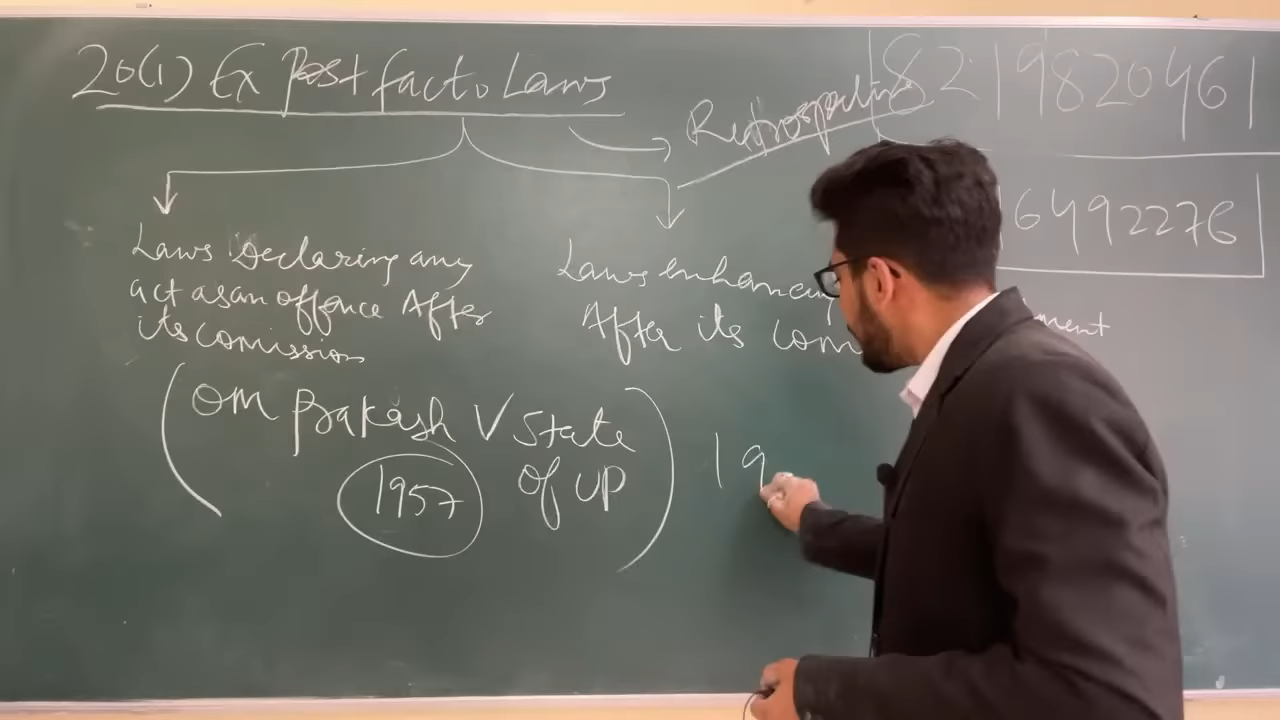 20(1) Ex Post facto Laws
Retrospective
8219820461
16492276
Laws Declaring any
act as an offence After
its comission
Laws enhancing
After its com
ment
(OM Prakash V State
of UP)
1957
19